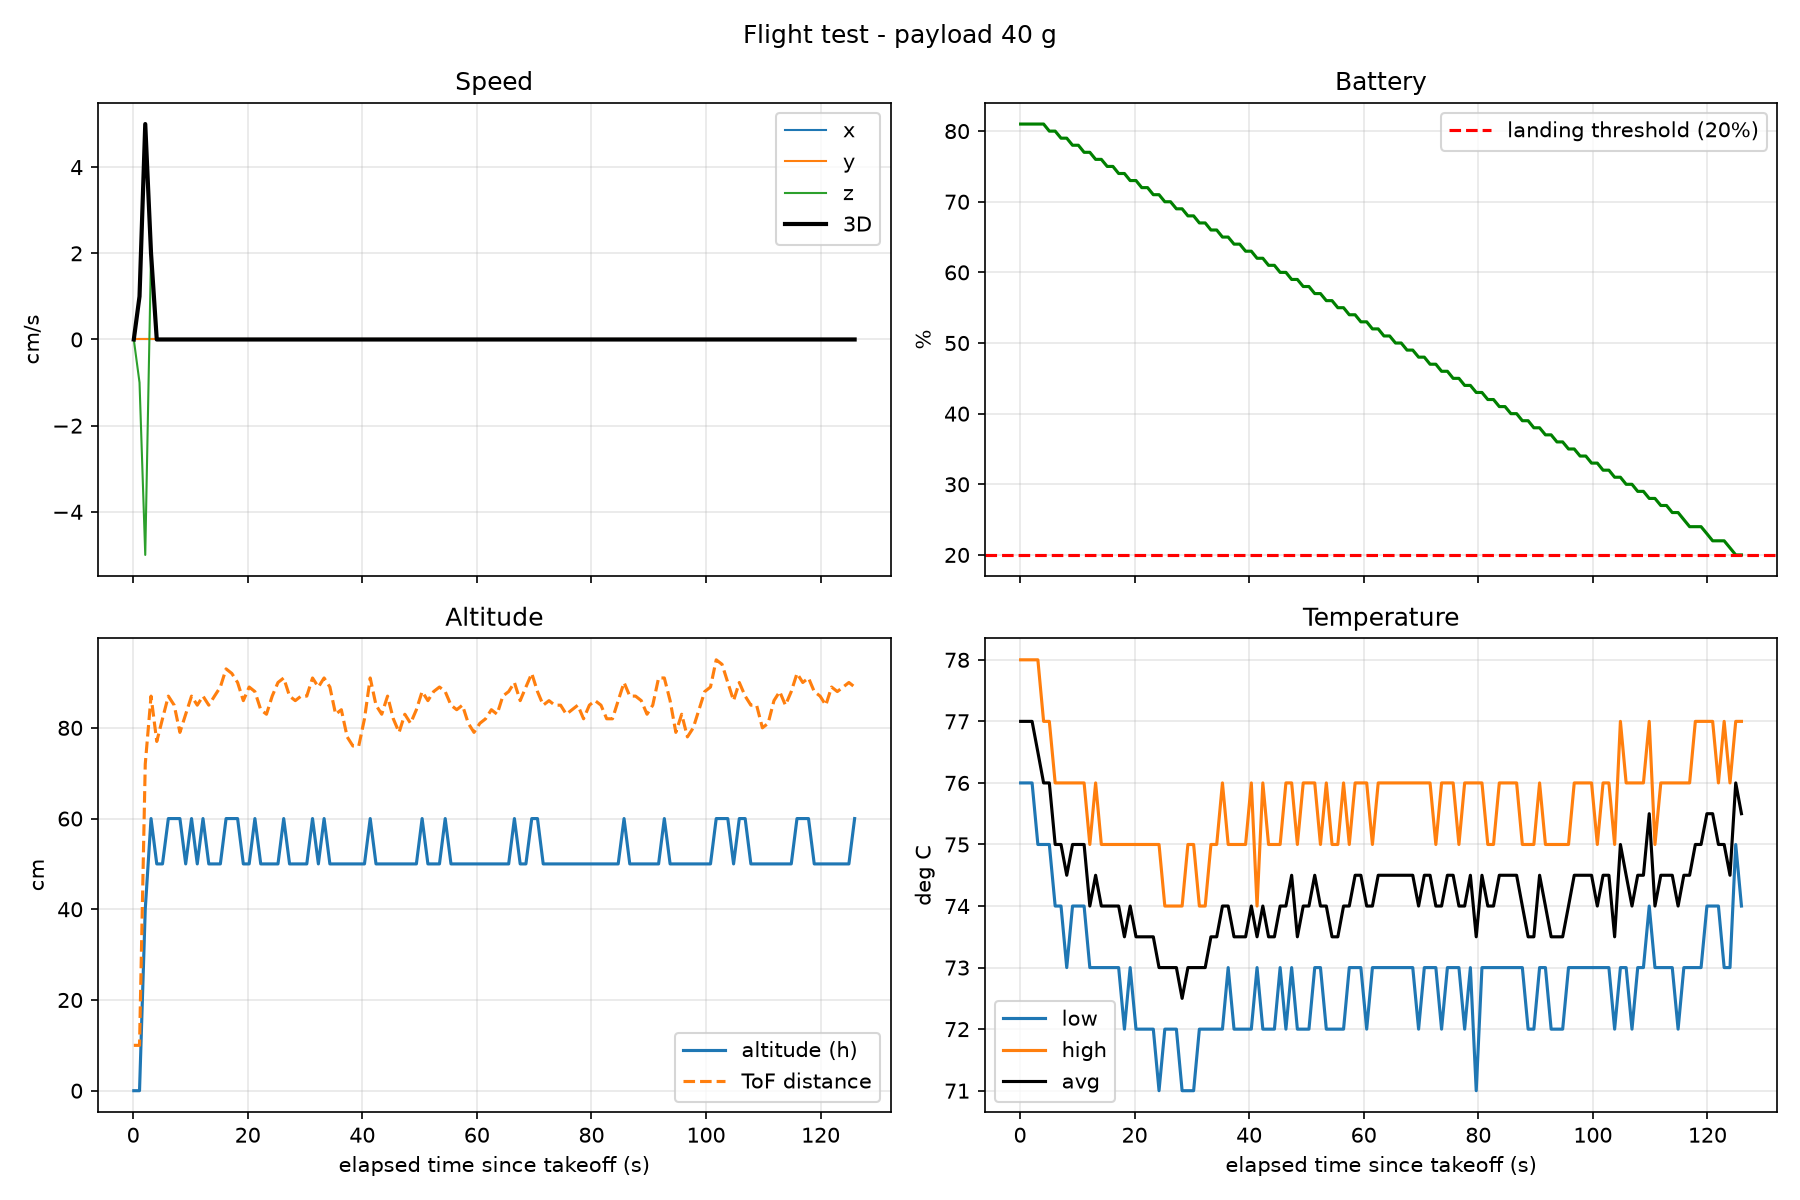 Flight test - payload 40 g
Speed
cm/s
4
2
0
−2
−4
x
y
z
3D
Battery
%
80
70
60
50
40
30
20
landing threshold (20%)
Altitude
cm
80
60
40
20
0
altitude (h)
ToF distance
0 20 40 60 80 100 120
elapsed time since takeoff (s)
Temperature
deg C
78
77
76
75
74
73
72
71
low
high
avg
0 20 40 60 80 100 120
elapsed time since takeoff (s)